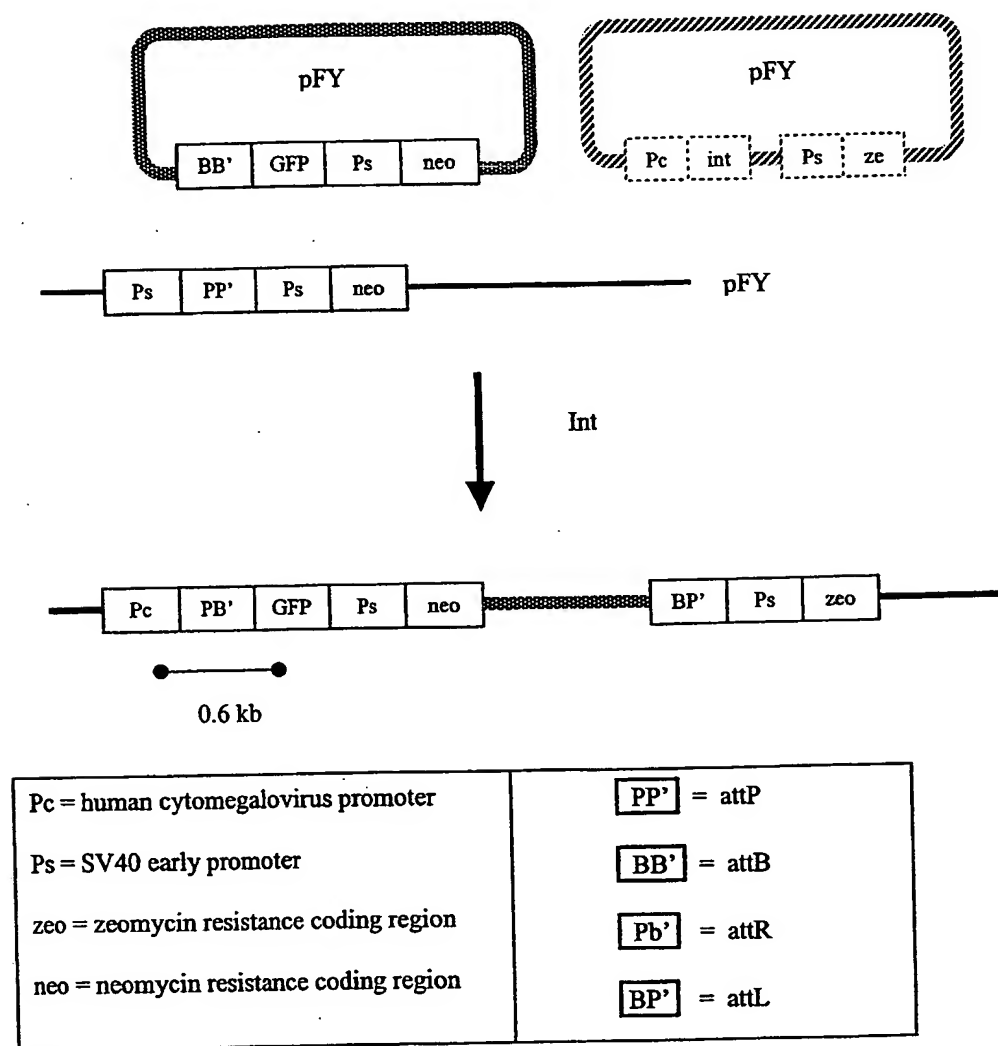 pFY
pFY
BB' GFP Ps neo
Pc int Ps ze
Ps PP' Ps neo
pFY
Int
Pc PB' GFP Ps neo BP' Ps zeo
0.6 kb
Pc = human cytomegalovirus promoter
Ps = SV40 early promoter
zeo = zeomycin resistance coding region
neo = neomycin resistance coding region
PP' = attP
BB' = attB
Pb' = attR
BP' = attL